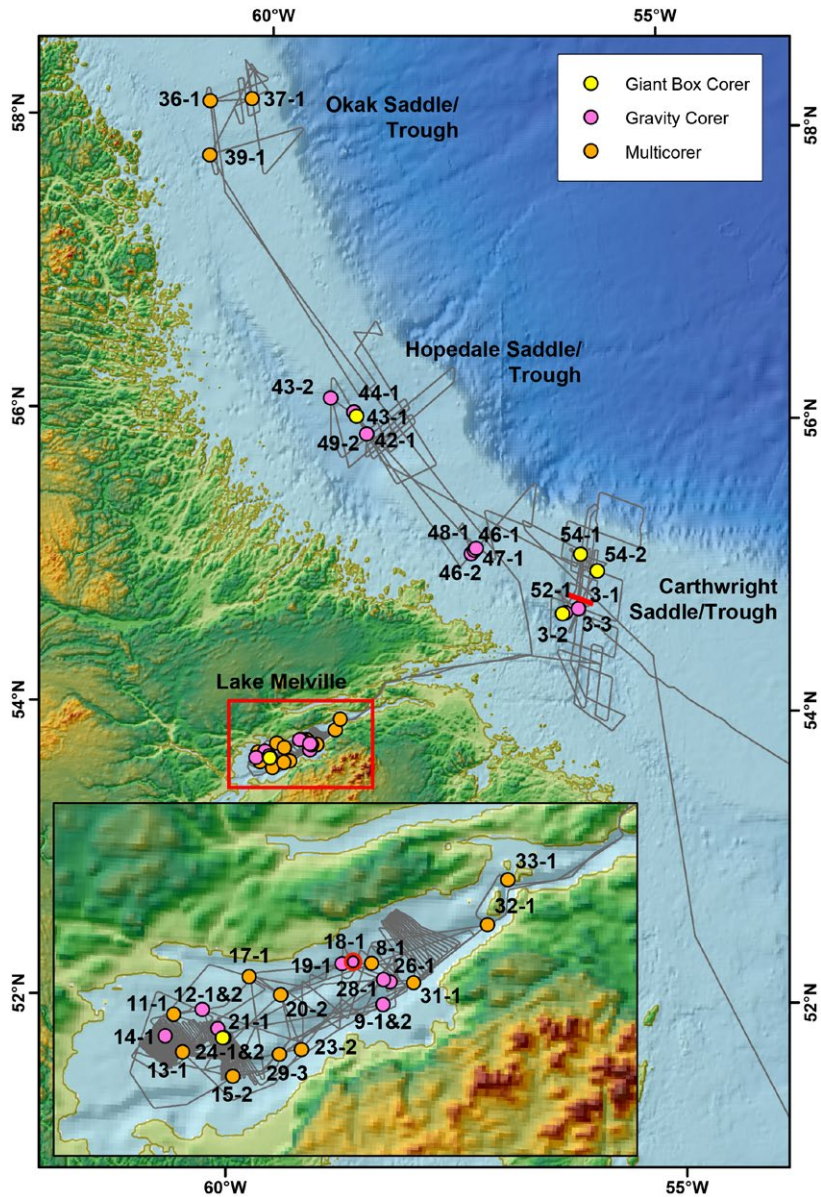 60°W
55°W
58°N
58°N
36-1
37-1
39-1
Okak Saddle/
Trough
Giant Box Corer
Gravity Corer
Multicorer
Hopedale Saddle/
Trough
56°N
56°N
43-2
44-1
43-1
49-2
42-1
48-1
46-1
46-2
47-1
54-1
54-2
52-1
3-1
3-2
3-3
Carthwright
Saddle/Trough
54°N
54°N
Lake Melville
33-1
32-1
18-1
8-1
17-1
19-1
26-1
28-1
31-1
11-1
12-1&2
20-2
9-1&2
14-1
21-1
13-1
24-1&2
23-2
29-3
15-2
52°N
52°N
60°W
55°W